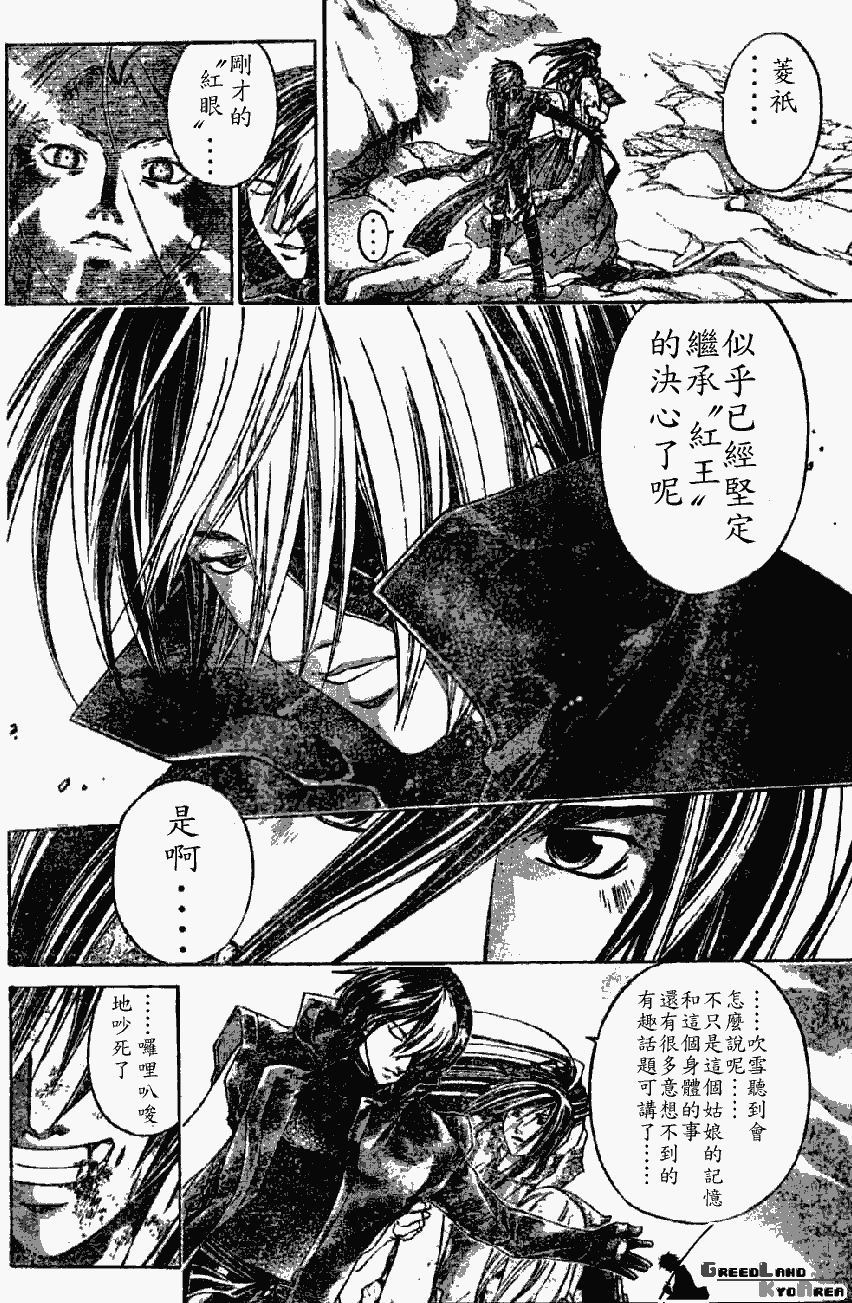 菱祇
……
…
剛才的
〝紅眼〞
…
似乎已經堅定
繼承〝紅王〞
的決心了呢
是啊
……
……吹雪聽到會
怎麼說呢……
不只是這個姑娘的記憶
和這個身體的事
還有很多意想不到的
有趣話題可講了……
……囉哩叭唆
地吵死了
GREEDLAND
KYOAREA